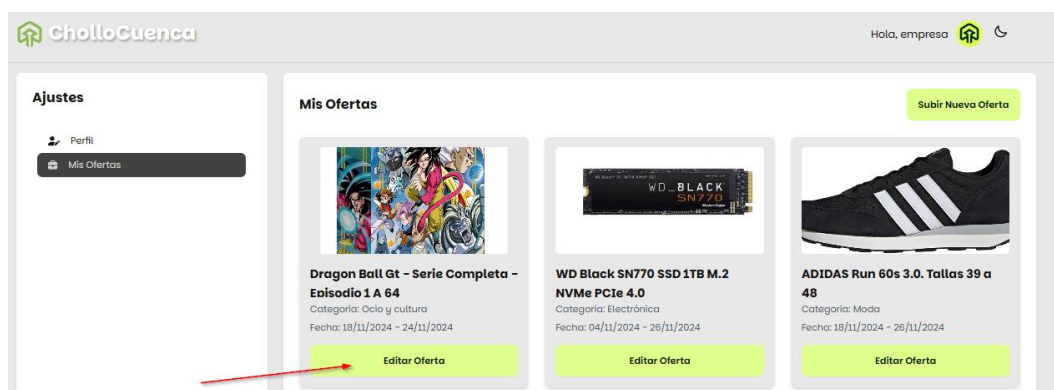 CholloCuenca
Hola, empresa
Ajustes
Perfil
Mis Ofertas
Mis Ofertas
Subir Nueva Oferta
WD_BLACK
SN770
Dragon Ball Gt - Serie Completa -
Episodio 1 A 64
Categoria: Ocio y cultura
Fecha: 18/11/2024 - 24/11/2024
Editar Oferta
WD Black SN770 SSD 1TB M.2
NVMe PCIe 4.0
Categoria: Electrónica
Fecha: 04/11/2024 - 26/11/2024
Editar Oferta
ADIDAS Run 60s 3.0. Tallas 39 a
48
Categoria: Moda
Fecha: 18/11/2024 - 26/11/2024
Editar Oferta